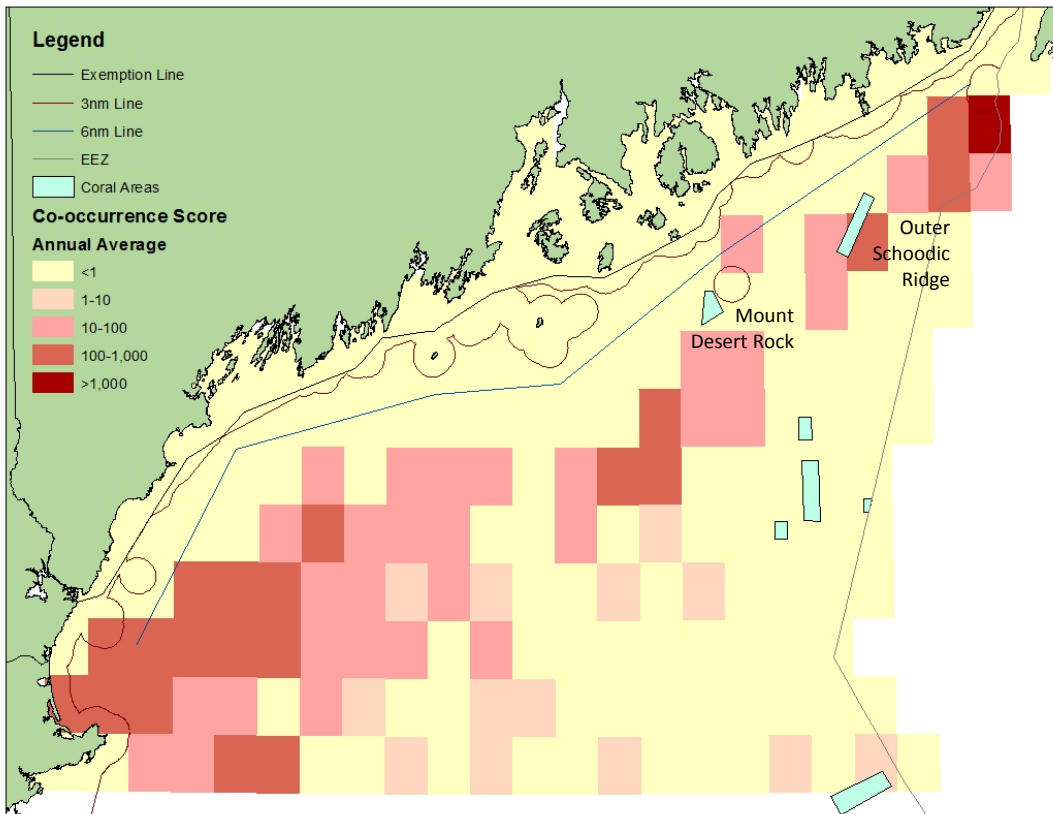 Legend
Exemption Line
3nm Line
6nm Line
EEZ
Coral Areas
Co-occurrence Score
Annual Average
<1
1-10
10-100
100-1,000
>1,000
Outer
Schoodic
Ridge
Mount
Desert Rock